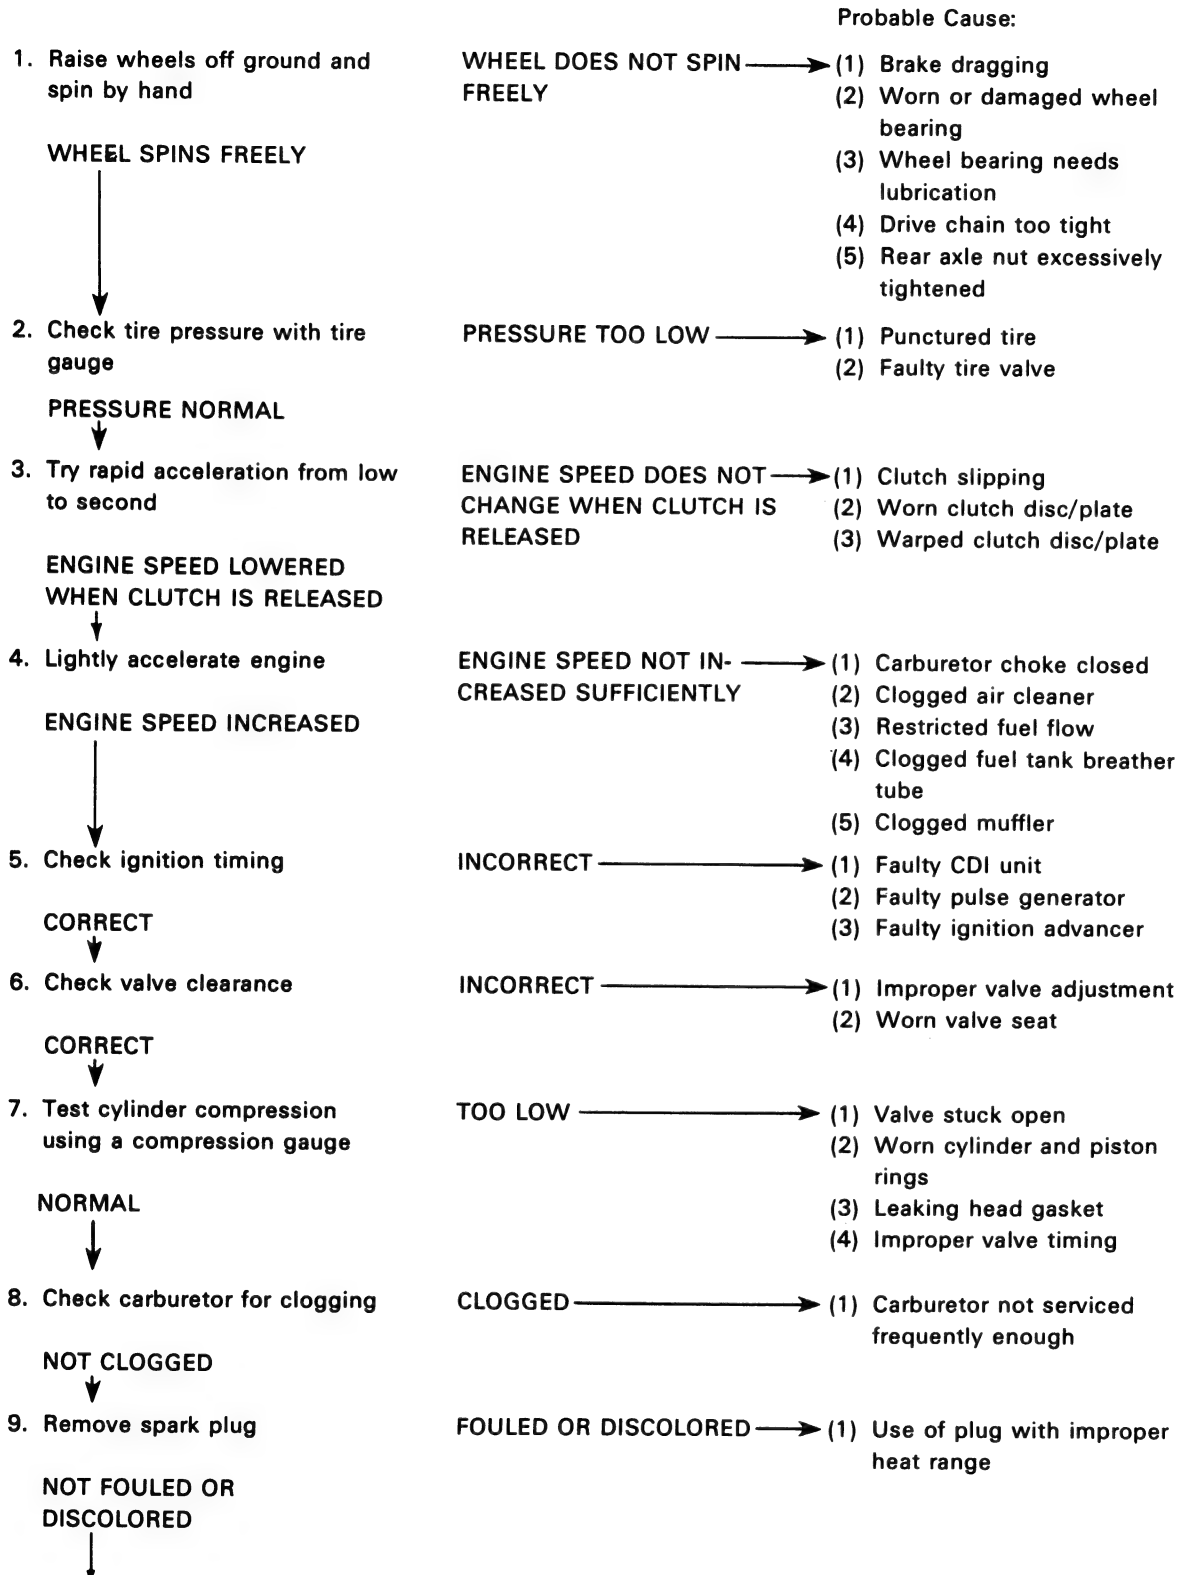 Probable Cause:
1. Raise wheels off ground and
spin by hand
WHEEL DOES NOT SPIN
FREELY
(1) Brake dragging
(2) Worn or damaged wheel
bearing
(3) Wheel bearing needs
lubrication
(4) Drive chain too tight
(5) Rear axle nut excessively
tightened
WHEEL SPINS FREELY
2. Check tire pressure with tire
gauge
PRESSURE TOO LOW
(1) Punctured tire
(2) Faulty tire valve
PRESSURE NORMAL
3. Try rapid acceleration from low
to second
ENGINE SPEED DOES NOT
CHANGE WHEN CLUTCH IS
RELEASED
(1) Clutch slipping
(2) Worn clutch disc/plate
(3) Warped clutch disc/plate
ENGINE SPEED LOWERED
WHEN CLUTCH IS RELEASED
4. Lightly accelerate engine
ENGINE SPEED NOT IN-
CREASED SUFFICIENTLY
(1) Carburetor choke closed
(2) Clogged air cleaner
(3) Restricted fuel flow
(4) Clogged fuel tank breather
tube
(5) Clogged muffler
ENGINE SPEED INCREASED
5. Check ignition timing
INCORRECT
(1) Faulty CDI unit
(2) Faulty pulse generator
(3) Faulty ignition advancer
CORRECT
6. Check valve clearance
INCORRECT
(1) Improper valve adjustment
(2) Worn valve seat
CORRECT
7. Test cylinder compression
using a compression gauge
TOO LOW
(1) Valve stuck open
(2) Worn cylinder and piston
rings
(3) Leaking head gasket
(4) Improper valve timing
NORMAL
8. Check carburetor for clogging
CLOGGED
(1) Carburetor not serviced
frequently enough
NOT CLOGGED
9. Remove spark plug
FOULED OR DISCOLORED
(1) Use of plug with improper
heat range
NOT FOULED OR
DISCOLORED